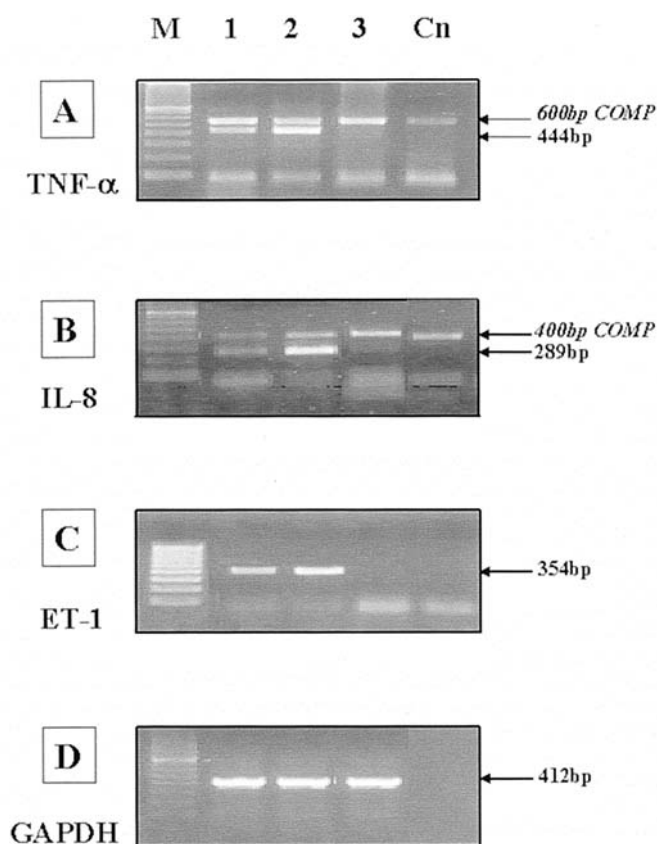 M 1 2 3 Cn
A
600bp COMP
444bp
TNF-α
B
400bp COMP
289bp
IL-8
C
354bp
ET-1
D
412bp
GAPDH